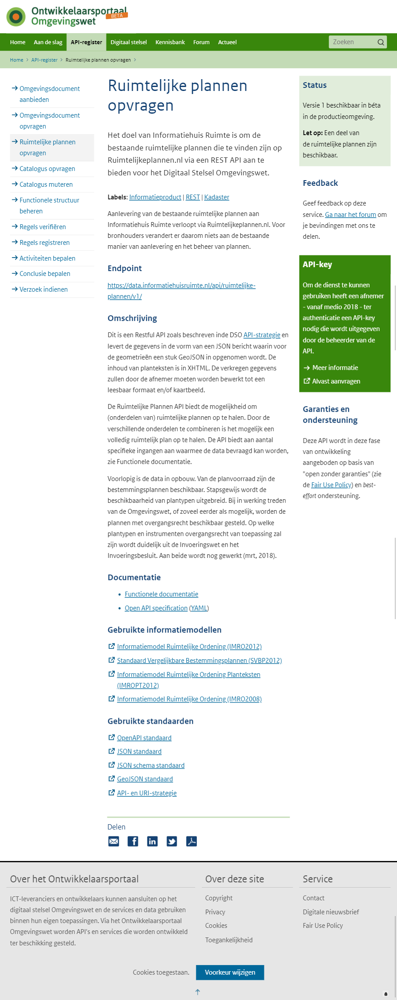 Ontwikkelaarsportaal
BETA
Omgevingswet
Home Aan de slag API-register Digitaal stelsel Kennisbank Forum Actueel Zoeken
Home API-register Ruimtelijke plannen opvragen
Omgevingsdocument
aanbieden
Omgevingsdocument
opvragen
Ruimtelijke plannen
opvragen
Catalogus opvragen
Catalogus muteren
Functionele structuur
beheren
Regels verifiëren
Regels registreren
Activiteiten bepalen
Conclusie bepalen
Verzoek indienen
Ruimtelijke plannen
opvragen
Het doel van Informatiehuis Ruimte is om de
bestaande ruimtelijke plannen die te vinden zijn op
Ruimtelijkeplannen.nl via een REST API aan te
bieden voor het Digitaal Stelsel Omgevingswet.
Labels: Informatieproduct | REST | Kadaster
Aanlevering van de bestaande ruimtelijke plannen aan
Informatiehuis Ruimte verloopt via Ruimtelijkeplannen.nl. Voor
bronhouders verandert er daarom niets aan de bestaande
manier van aanlevering en het beheer van plannen.
Endpoint
https://data.informatiehuisruimte.nl/api/ruimtelijke-
plannen/v1/
Omschrijving
Dit is een Restful API zoals beschreven inde DSO API-strategie en
levert de gegevens in de vorm van een JSON bericht waarin voor
de geometrieën een stuk GeoJSON in opgenomen wordt. De
inhoud van planteksten is in XHTML. De verkregen gegevens
zullen door de afnemer moeten worden bewerkt tot een
leesbaar formaat en/of kaartbeeld.
De Ruimtelijke Plannen API biedt de mogelijkheid om
(onderdelen van) ruimtelijke plannen op te halen. Door de
verschillende onderdelen te combineren is het mogelijk een
volledig ruimtelijk plan op te halen. De API biedt aan aantal
specifieke ingangen aan waarmee de data bevraagd kan worden,
zie Functionele documentatie.
Voorlopig is de data in opbouw. Van de planvoorraad zijn de
bestemmingsplannen beschikbaar. Stapsgewijs wordt de
beschikbaarheid van plantypen uitgebreid. Bij in werking treden
van de Omgevingswet, of zoveel eerder als mogelijk, worden de
plannen met overgangsrecht beschikbaar gesteld. Op welke
plantypen en instrumenten overgangsrecht van toepassing zal
zijn wordt duidelijk uit de Invoeringswet en het
Invoeringsbesluit. Aan beide wordt nog gewerkt (mrt, 2018).
Documentatie
• Functionele documentatie
• Open API specification (YAML)
Gebruikte informatiemodellen
Informatiemodel Ruimtelijke Ordening (IMRO2012)
Standaard Vergelijkbare Bestemmingsplannen (SVBP2012)
Informatiemodel Ruimtelijke Ordening Planteksten
(IMROPT2012)
Informatiemodel Ruimtelijke Ordening (IMRO2008)
Gebruikte standaarden
OpenAPI standaard
JSON standaard
JSON schema standaard
GeoJSON standaard
API- en URI-strategie
Delen
Status
Versie 1 beschikbaar in béta
in de productieomgeving.
Let op: Een deel van
de ruimtelijke plannen zijn
beschikbaar.
Feedback
Geef feedback op deze
service. Ga naar het forum om
je bevindingen met ons te
delen.
API-key
Om de dienst te kunnen
gebruiken heeft een afnemer
- vanaf medio 2018 - ter
authenticatie een API-key
nodig die wordt uitgegeven
door de beheerder van de
API.
Meer informatie
Alvast aanvragen
Garanties en
ondersteuning
Deze API wordt in deze fase
van ontwikkeling
aangeboden op basis van
"open zonder garanties" (zie
de Fair Use Policy) en best-
effort ondersteuning.
Over het Ontwikkelaarsportaal
ICT-leveranciers en ontwikkelaars kunnen aansluiten op het
digitaal stelsel Omgevingswet en de services en data gebruiken
binnen hun eigen toepassingen. Via het Ontwikkelaarsportaal
Omgevingswet worden API's en services die worden ontwikkeld
ter beschikking gesteld.
Over deze site
Copyright
Privacy
Cookies
Toegankelijkheid
Service
Contact
Digitale nieuwsbrief
Fair Use Policy
Cookies toegestaan. Voorkeur wijzigen